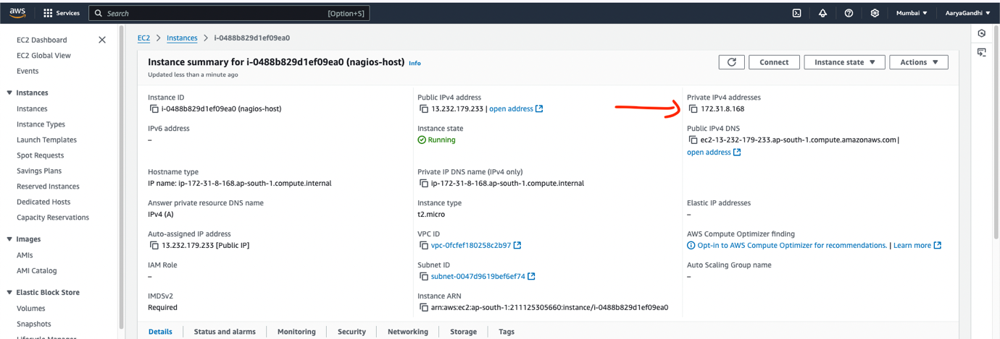 aws
Services
Search
[Option+S]
Mumbai
AaryaGandhi
EC2 Dashboard
EC2 Global View
Events
Instances
Instances
Instance Types
Launch Templates
Spot Requests
Savings Plans
Reserved Instances
Dedicated Hosts
Capacity Reservations
Images
AMIs
AMI Catalog
Elastic Block Store
Volumes
Snapshots
Lifecycle Manager
EC2 > Instances > i-0488b829d1ef09ea0
Instance summary for i-0488b829d1ef09ea0 (nagios-host) Info
Updated less than a minute ago
Connect
Instance state
Actions
Instance ID
i-0488b829d1ef09ea0 (nagios-host)
Public IPv4 address
13.232.179.233 | open address
Private IPv4 addresses
172.31.8.168
IPv6 address
–
Instance state
Running
Public IPv4 DNS
ec2-13-232-179-233.ap-south-1.compute.amazonaws.com |
open address
Hostname type
IP name: ip-172-31-8-168.ap-south-1.compute.internal
Private IP DNS name (IPv4 only)
ip-172-31-8-168.ap-south-1.compute.internal
Answer private resource DNS name
IPv4 (A)
Instance type
t2.micro
Elastic IP addresses
–
Auto-assigned IP address
13.232.179.233 [Public IP]
VPC ID
vpc-0fcfef180258c2b97
AWS Compute Optimizer finding
Opt-in to AWS Compute Optimizer for recommendations. | Learn more
IAM Role
–
Subnet ID
subnet-0047d9619bef6ef74
Auto Scaling Group name
–
IMDSv2
Required
Instance ARN
arn:aws:ec2:ap-south-1:211125305660:instance/i-0488b829d1ef09ea0
Details
Status and alarms
Monitoring
Security
Networking
Storage
Tags